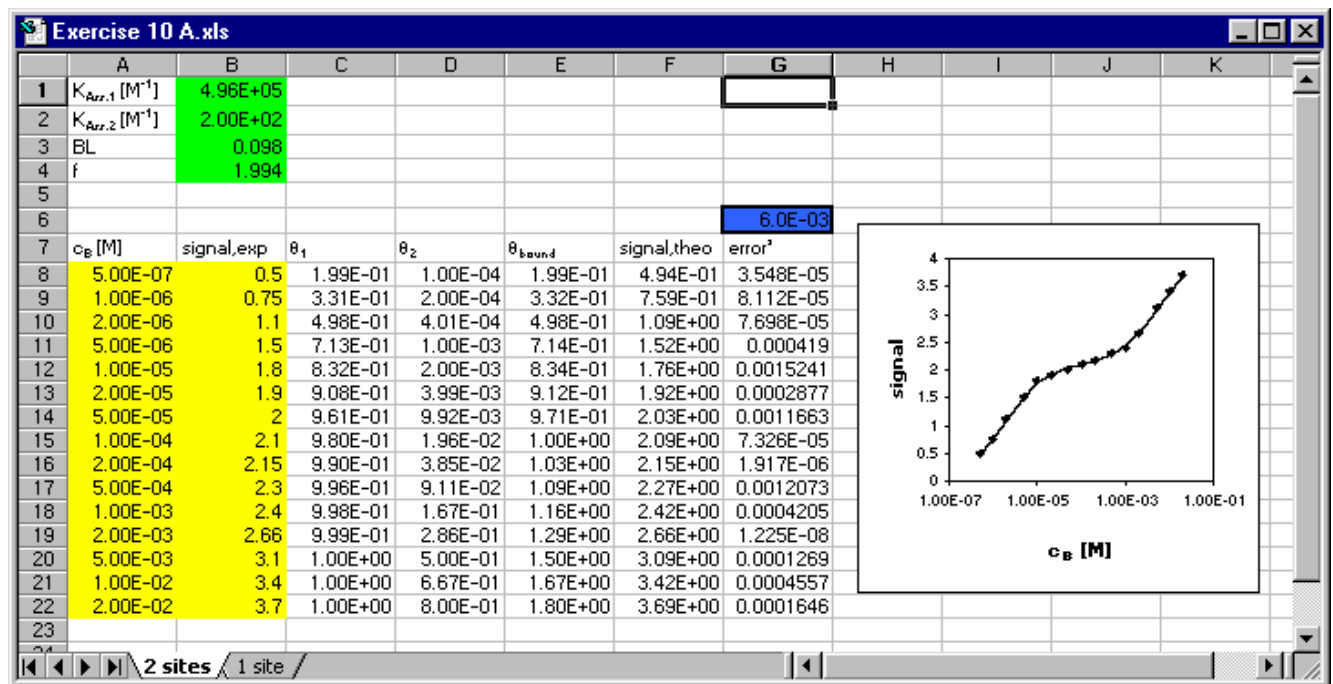 Exercise 10 A.xls
A B C D E F G H I J K
1 K_Ass,1 [M⁻¹] 4.96E+05
2 K_Ass,2 [M⁻¹] 2.00E+02
3 BL 0.098
4 f 1.994
5
6 6.0E-03
7 c_B [M] signal,exp θ₁ θ₂ θ_bound signal,theo error²
8 5.00E-07 0.5 1.99E-01 1.00E-04 1.99E-01 4.94E-01 3.548E-05
9 1.00E-06 0.75 3.31E-01 2.00E-04 3.32E-01 7.59E-01 8.112E-05
10 2.00E-06 1.1 4.98E-01 4.01E-04 4.98E-01 1.09E+00 7.698E-05
11 5.00E-06 1.5 7.13E-01 1.00E-03 7.14E-01 1.52E+00 0.000419
12 1.00E-05 1.8 8.32E-01 2.00E-03 8.34E-01 1.76E+00 0.0015241
13 2.00E-05 1.9 9.08E-01 3.99E-03 9.12E-01 1.92E+00 0.0002877
14 5.00E-05 2 9.61E-01 9.92E-03 9.71E-01 2.03E+00 0.0011663
15 1.00E-04 2.1 9.80E-01 1.96E-02 1.00E+00 2.09E+00 7.326E-05
16 2.00E-04 2.15 9.90E-01 3.85E-02 1.03E+00 2.15E+00 1.917E-06
17 5.00E-04 2.3 9.96E-01 9.11E-02 1.09E+00 2.27E+00 0.0012073
18 1.00E-03 2.4 9.98E-01 1.67E-01 1.16E+00 2.42E+00 0.0004205
19 2.00E-03 2.66 9.99E-01 2.86E-01 1.29E+00 2.66E+00 1.225E-08
20 5.00E-03 3.1 1.00E+00 5.00E-01 1.50E+00 3.09E+00 0.0001269
21 1.00E-02 3.4 1.00E+00 6.67E-01 1.67E+00 3.42E+00 0.0004557
22 2.00E-02 3.7 1.00E+00 8.00E-01 1.80E+00 3.69E+00 0.0001646
23
4
3.5
3
2.5
2
1.5
1
0.5
0
signal
1.00E-07 1.00E-05 1.00E-03 1.00E-01
c_B [M]
2 sites 1 site